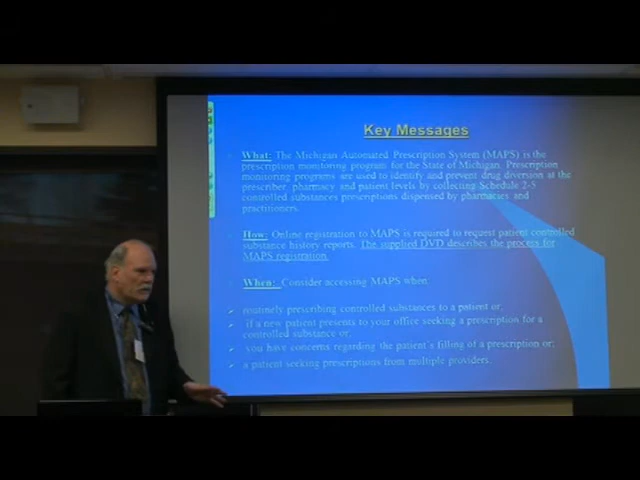 Key Messages
What: The Michigan Automated Prescription System (MAPS) is the
prescription monitoring program for the State of Michigan. Prescription
monitoring programs are used to identify and prevent drug diversion at the
prescriber, pharmacy and patient levels by collecting Schedule 2-5
controlled substances prescriptions dispensed by pharmacies and
practitioners.
How: Online registration to MAPS is required to request patient controlled
substance history reports. The supplied DVD describes the process for
MAPS registration.
When: Consider accessing MAPS when:
routinely prescribing controlled substances to a patient or;
if a new patient presents to your office seeking a prescription for a
controlled substance or;
you have concerns regarding the patient's filling of a prescription or;
a patient seeking prescriptions from multiple providers.